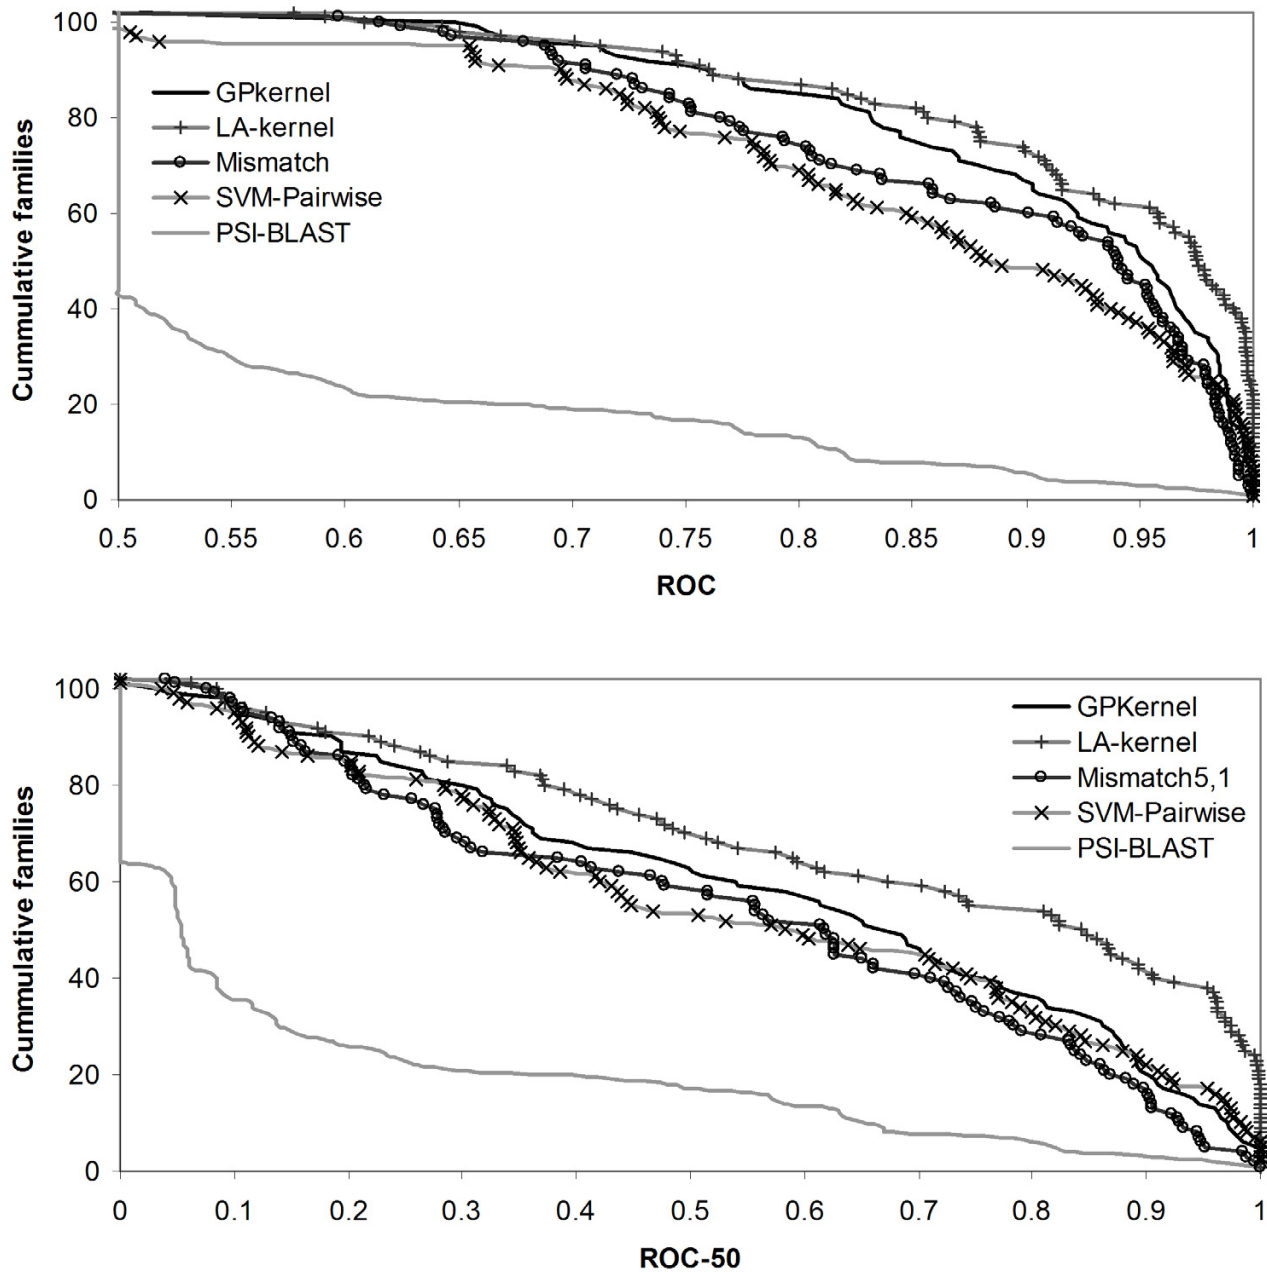 Cummulative families
100
80
60
40
20
0
GPkernel
LA-kernel
Mismatch
SVM-Pairwise
PSI-BLAST
0.5 0.55 0.6 0.65 0.7 0.75 0.8 0.85 0.9 0.95 1
ROC
Cummulative families
100
80
60
40
20
0
GPKernel
LA-kernel
Mismatch5,1
SVM-Pairwise
PSI-BLAST
0 0.1 0.2 0.3 0.4 0.5 0.6 0.7 0.8 0.9 1
ROC-50